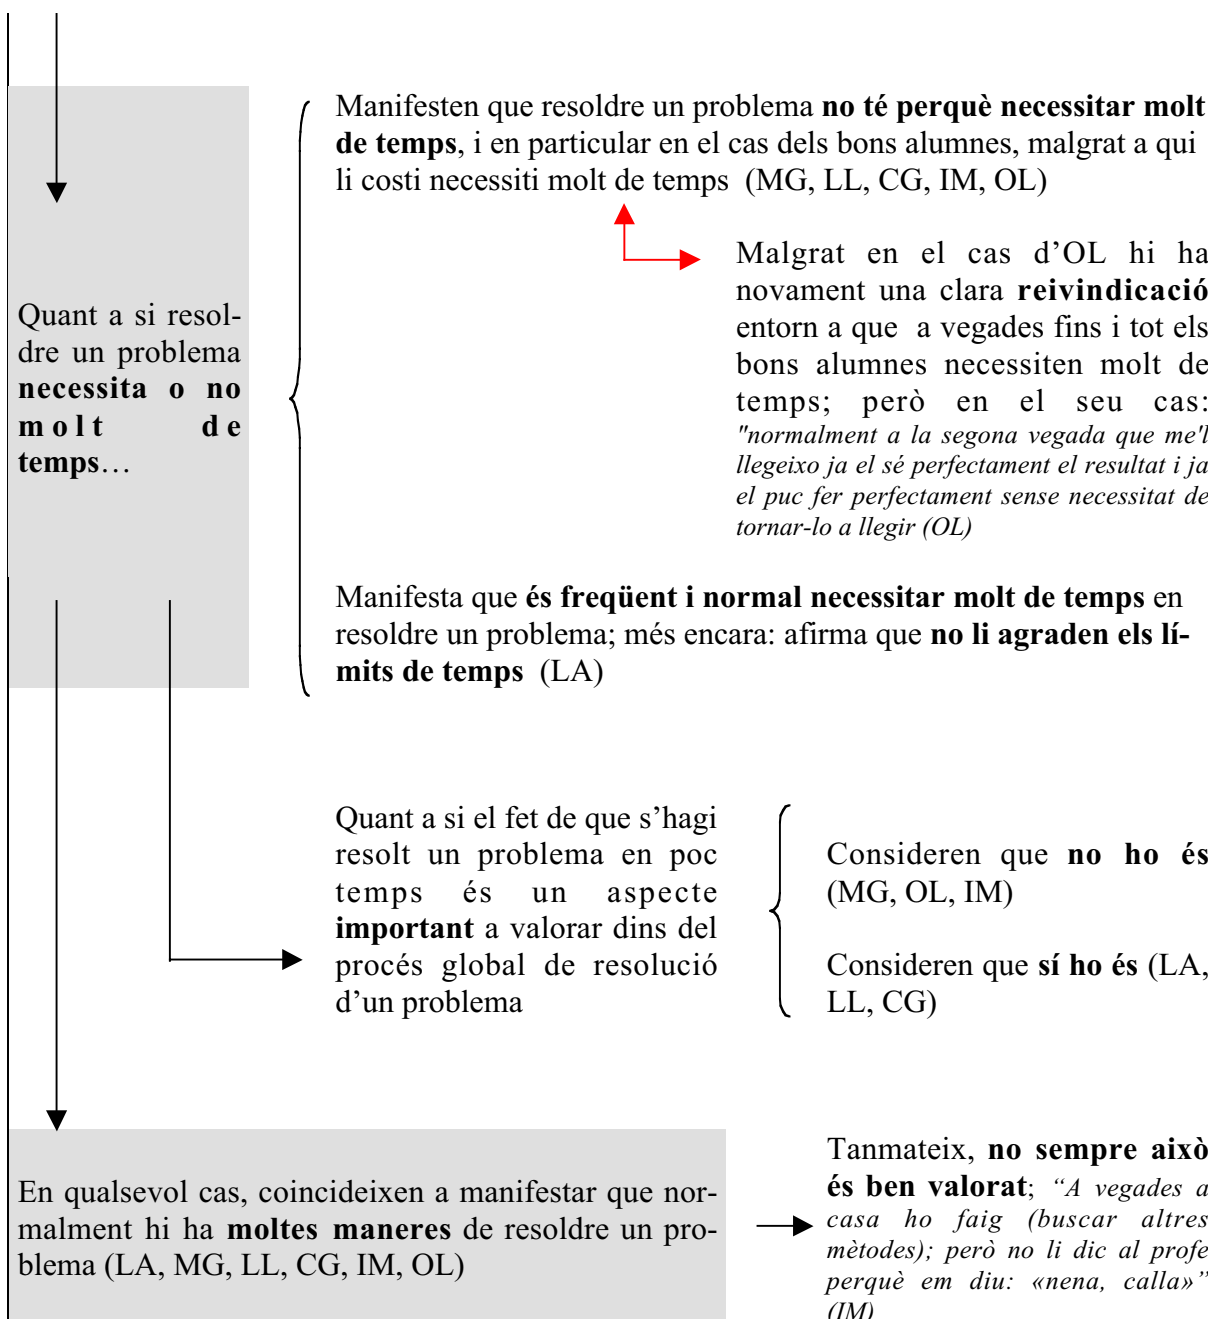 Manifesten que resoldre un problema no té perquè necessitar molt
de temps, i en particular en el cas dels bons alumnes, malgrat a qui
li costi necessiti molt de temps (MG, LL, CG, IM, OL)
Malgrat en el cas d’OL hi ha
novament una clara reivindicació
entorn a que a vegades fins i tot els
bons alumnes necessiten molt de
temps; però en el seu cas:
"normalment a la segona vegada que me'l
llegeixo ja el sé perfectament el resultat i ja
el puc fer perfectament sense necessitat de
tornar-lo a llegir (OL)
Quant a si resol-
dre un problema
necessita o no
molt de
temps…
Manifesta que és freqüent i normal necessitar molt de temps en
resoldre un problema; més encara: afirma que no li agraden els lí-
mits de temps (LA)
Quant a si el fet de que s’hagi
resolt un problema en poc
temps és un aspecte
important a valorar dins del
procés global de resolució
d’un problema
Consideren que no ho és
(MG, OL, IM)
Consideren que sí ho és (LA,
LL, CG)
En qualsevol cas, coincideixen a manifestar que nor-
malment hi ha moltes maneres de resoldre un pro-
blema (LA, MG, LL, CG, IM, OL)
Tanmateix, no sempre això
és ben valorat; “A vegades a
casa ho faig (buscar altres
mètodes); però no li dic al profe
perquè em diu: «nena, calla»”
(IM)